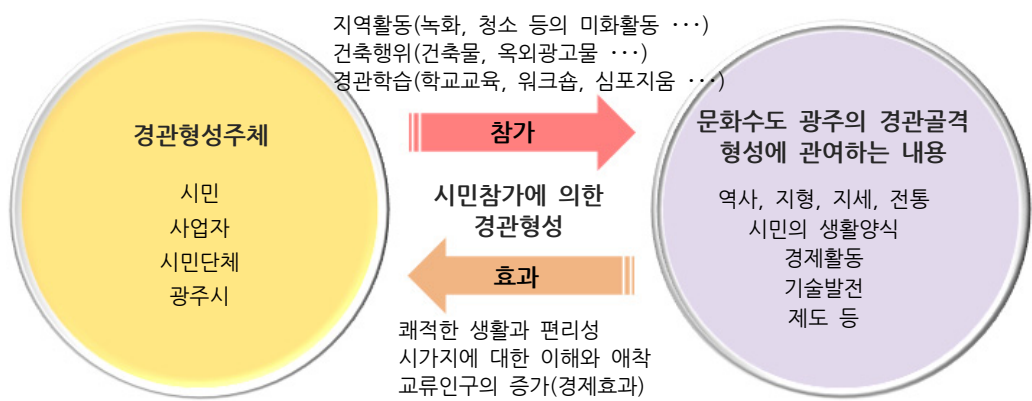 지역활동(녹화, 청소 등의 미화활동 ···)
건축행위(건축물, 옥외광고물 ···)
경관학습(학교교육, 워크숍, 심포지움 ···)
경관형성주체
시민
사업자
시민단체
광주시
참가
시민참가에 의한
경관형성
효과
쾌적한 생활과 편리성
시가지에 대한 이해와 애착
교류인구의 증가(경제효과)
문화수도 광주의 경관골격
형성에 관여하는 내용
역사, 지형, 지세, 전통
시민의 생활양식
경제활동
기술발전
제도 등